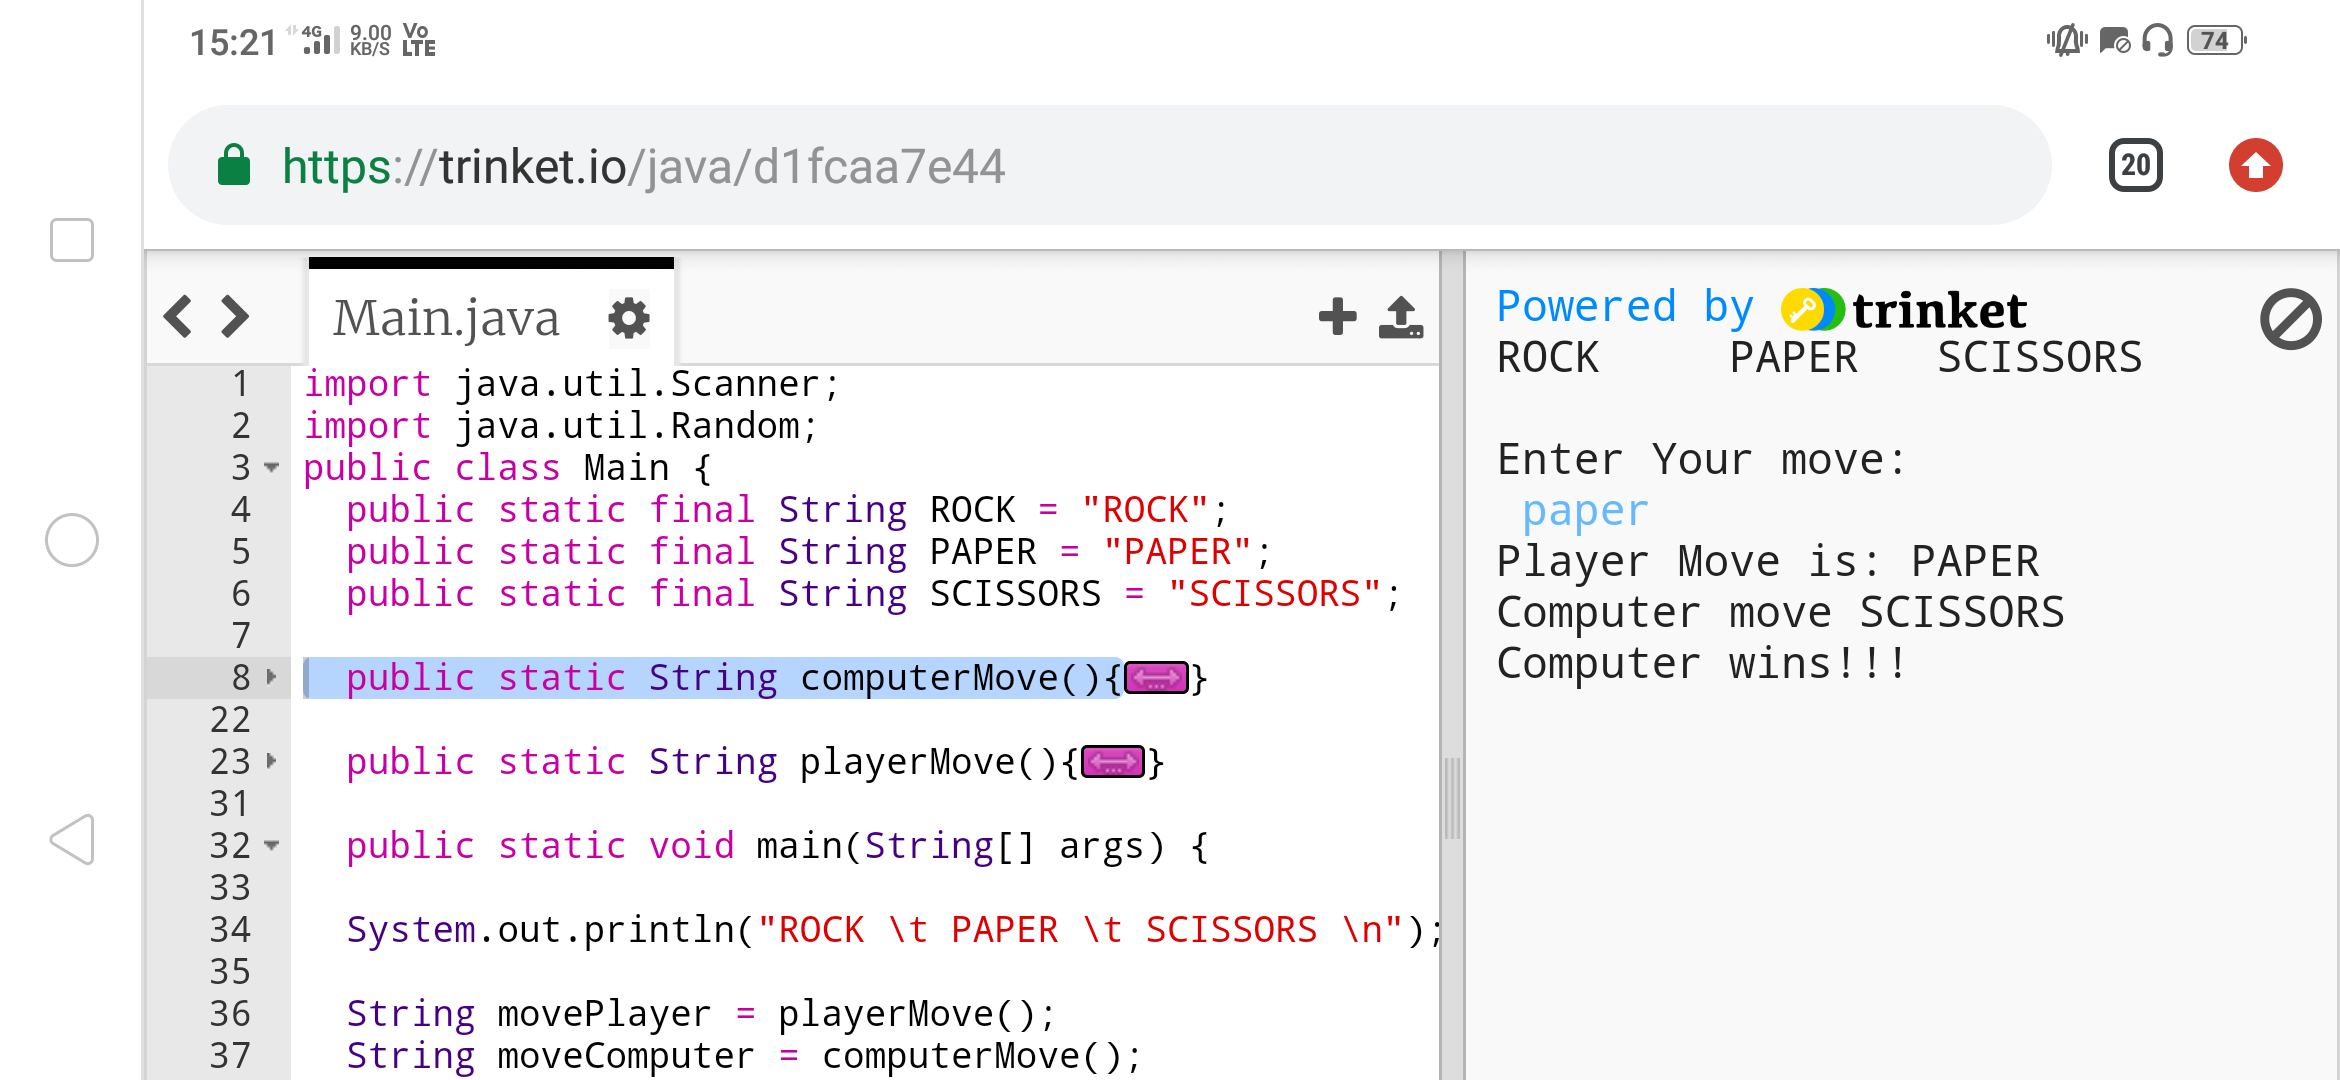 15:21 4G 9.00 KB/S Vo LTE 74
https://trinket.io/java/d1fcaa7e44 20
Main.java
1 import java.util.Scanner;
2 import java.util.Random;
3 public class Main {
4 public static final String ROCK = "ROCK";
5 public static final String PAPER = "PAPER";
6 public static final String SCISSORS = "SCISSORS";
7
8 public static String computerMove(){}
22
23 public static String playerMove(){}
31
32 public static void main(String[] args) {
33
34 System.out.println("ROCK \t PAPER \t SCISSORS \n");
35
36 String movePlayer = playerMove();
37 String moveComputer = computerMove();
Powered by trinket
ROCK PAPER SCISSORS
Enter Your move:
paper
Player Move is: PAPER
Computer move SCISSORS
Computer wins!!!